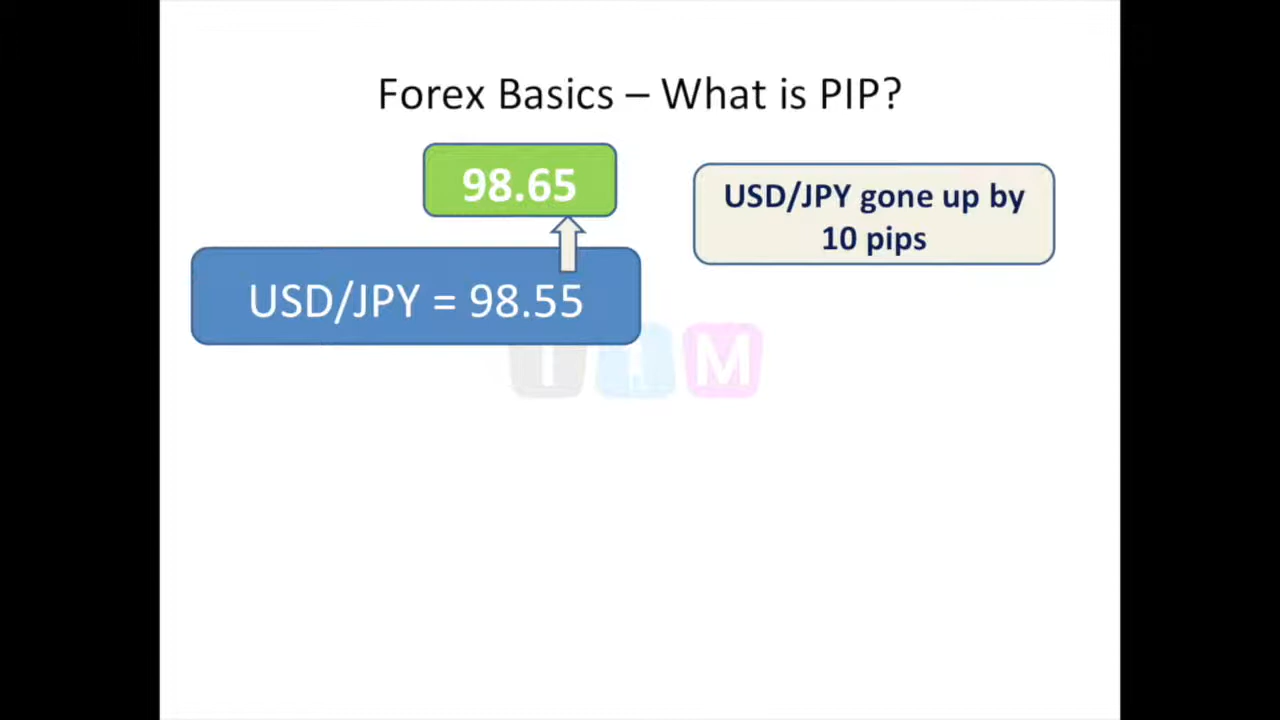 Forex Basics – What is PIP?
98.65
USD/JPY gone up by
10 pips
USD/JPY = 98.55
M